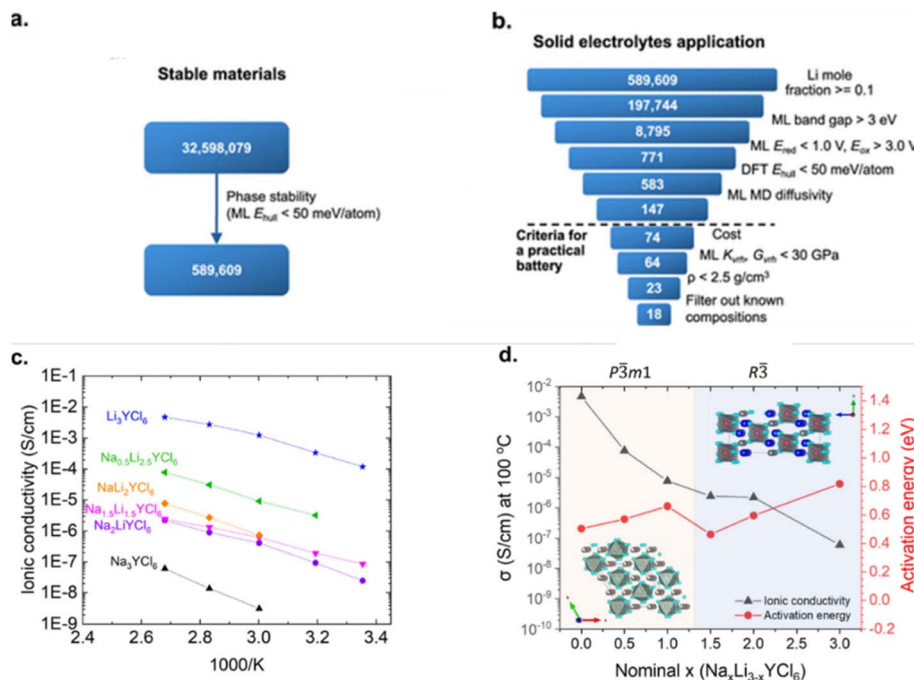 a.
Stable materials
32,598,079
Phase stability
(ML E_hull < 50 meV/atom)
589,609
b.
Solid electrolytes application
589,609
Li mole
fraction >= 0.1
197,744
ML band gap > 3 eV
8,795
ML E_red < 1.0 V, E_ox > 3.0 V
771
DFT E_hull < 50 meV/atom
583
ML MD diffusivity
147
Criteria for
a practical
battery
74
Cost
64
ML K_vrh, G_vrh < 30 GPa
23
ρ < 2.5 g/cm³
18
Filter out known
compositions
c.
Ionic conductivity (S/cm)
1E-1
1E-2
1E-3
1E-4
1E-5
1E-6
1E-7
1E-8
1E-9
Li₃YCl₆
Na₀.₅Li₂.₅YCl₆
NaLi₂YCl₆
Na₁.₅Li₁.₅YCl₆
Na₂LiYCl₆
Na₃YCl₆
2.4 2.6 2.8 3.0 3.2 3.4
1000/K
d.
P3̅m1
R3̅
σ (S/cm) at 100 °C
10⁻²
10⁻³
10⁻⁴
10⁻⁵
10⁻⁶
10⁻⁷
10⁻⁸
10⁻⁹
10⁻¹⁰
1.4
1.2
1.0
0.8
0.6
0.4
0.2
0.0
-0.2
Activation energy (eV)
Ionic conductivity
Activation energy
0.0 0.5 1.0 1.5 2.0 2.5 3.0
Nominal x (NaₓLi₃₋ₓYCl₆)